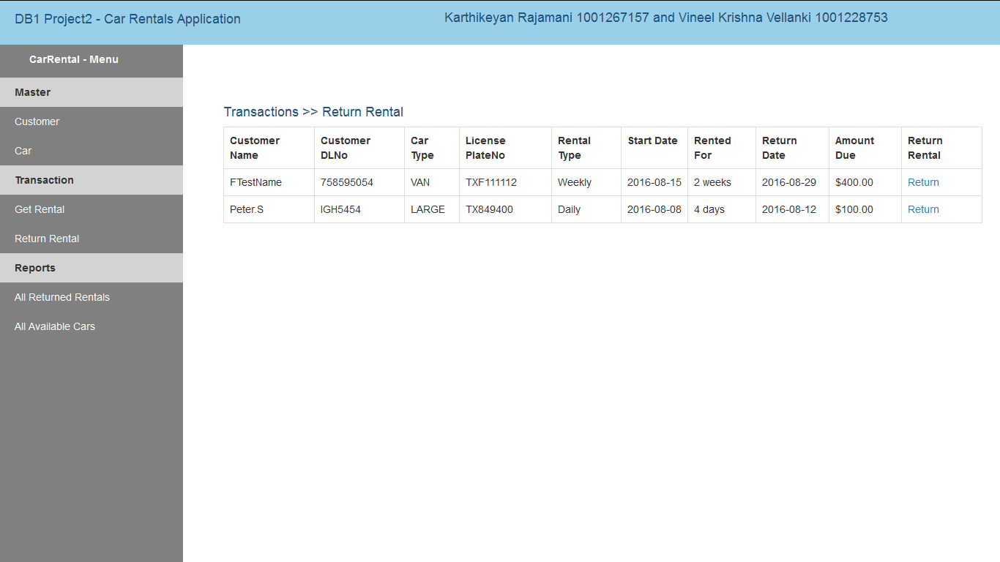 DB1 Project2 - Car Rentals Application
Karthikeyan Rajamani 1001267157 and Vineel Krishna Vellanki 1001228753
CarRental - Menu
Master
Customer
Car
Transaction
Get Rental
Return Rental
Reports
All Returned Rentals
All Available Cars
Transactions >> Return Rental
Customer Name Customer DLNo Car Type License PlateNo Rental Type Start Date Rented For Return Date Amount Due Return Rental
FTestName 758595054 VAN TXF111112 Weekly 2016-08-15 2 weeks 2016-08-29 $400.00 Return
Peter.S IGH5454 LARGE TX849400 Daily 2016-08-08 4 days 2016-08-12 $100.00 Return